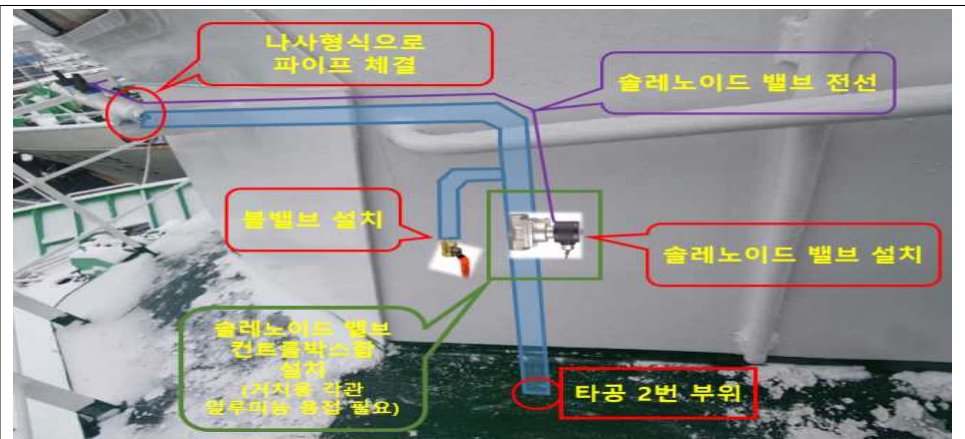 나사형식으로
파이프 체결
솔레노이드 밸브 전선
볼밸브 설치
솔레노이드 밸브 설치
솔레노이드 밸브
컨트롤박스함
설치
(거치용 각관
알루미늄 용접 필요)
타공 2번 부위